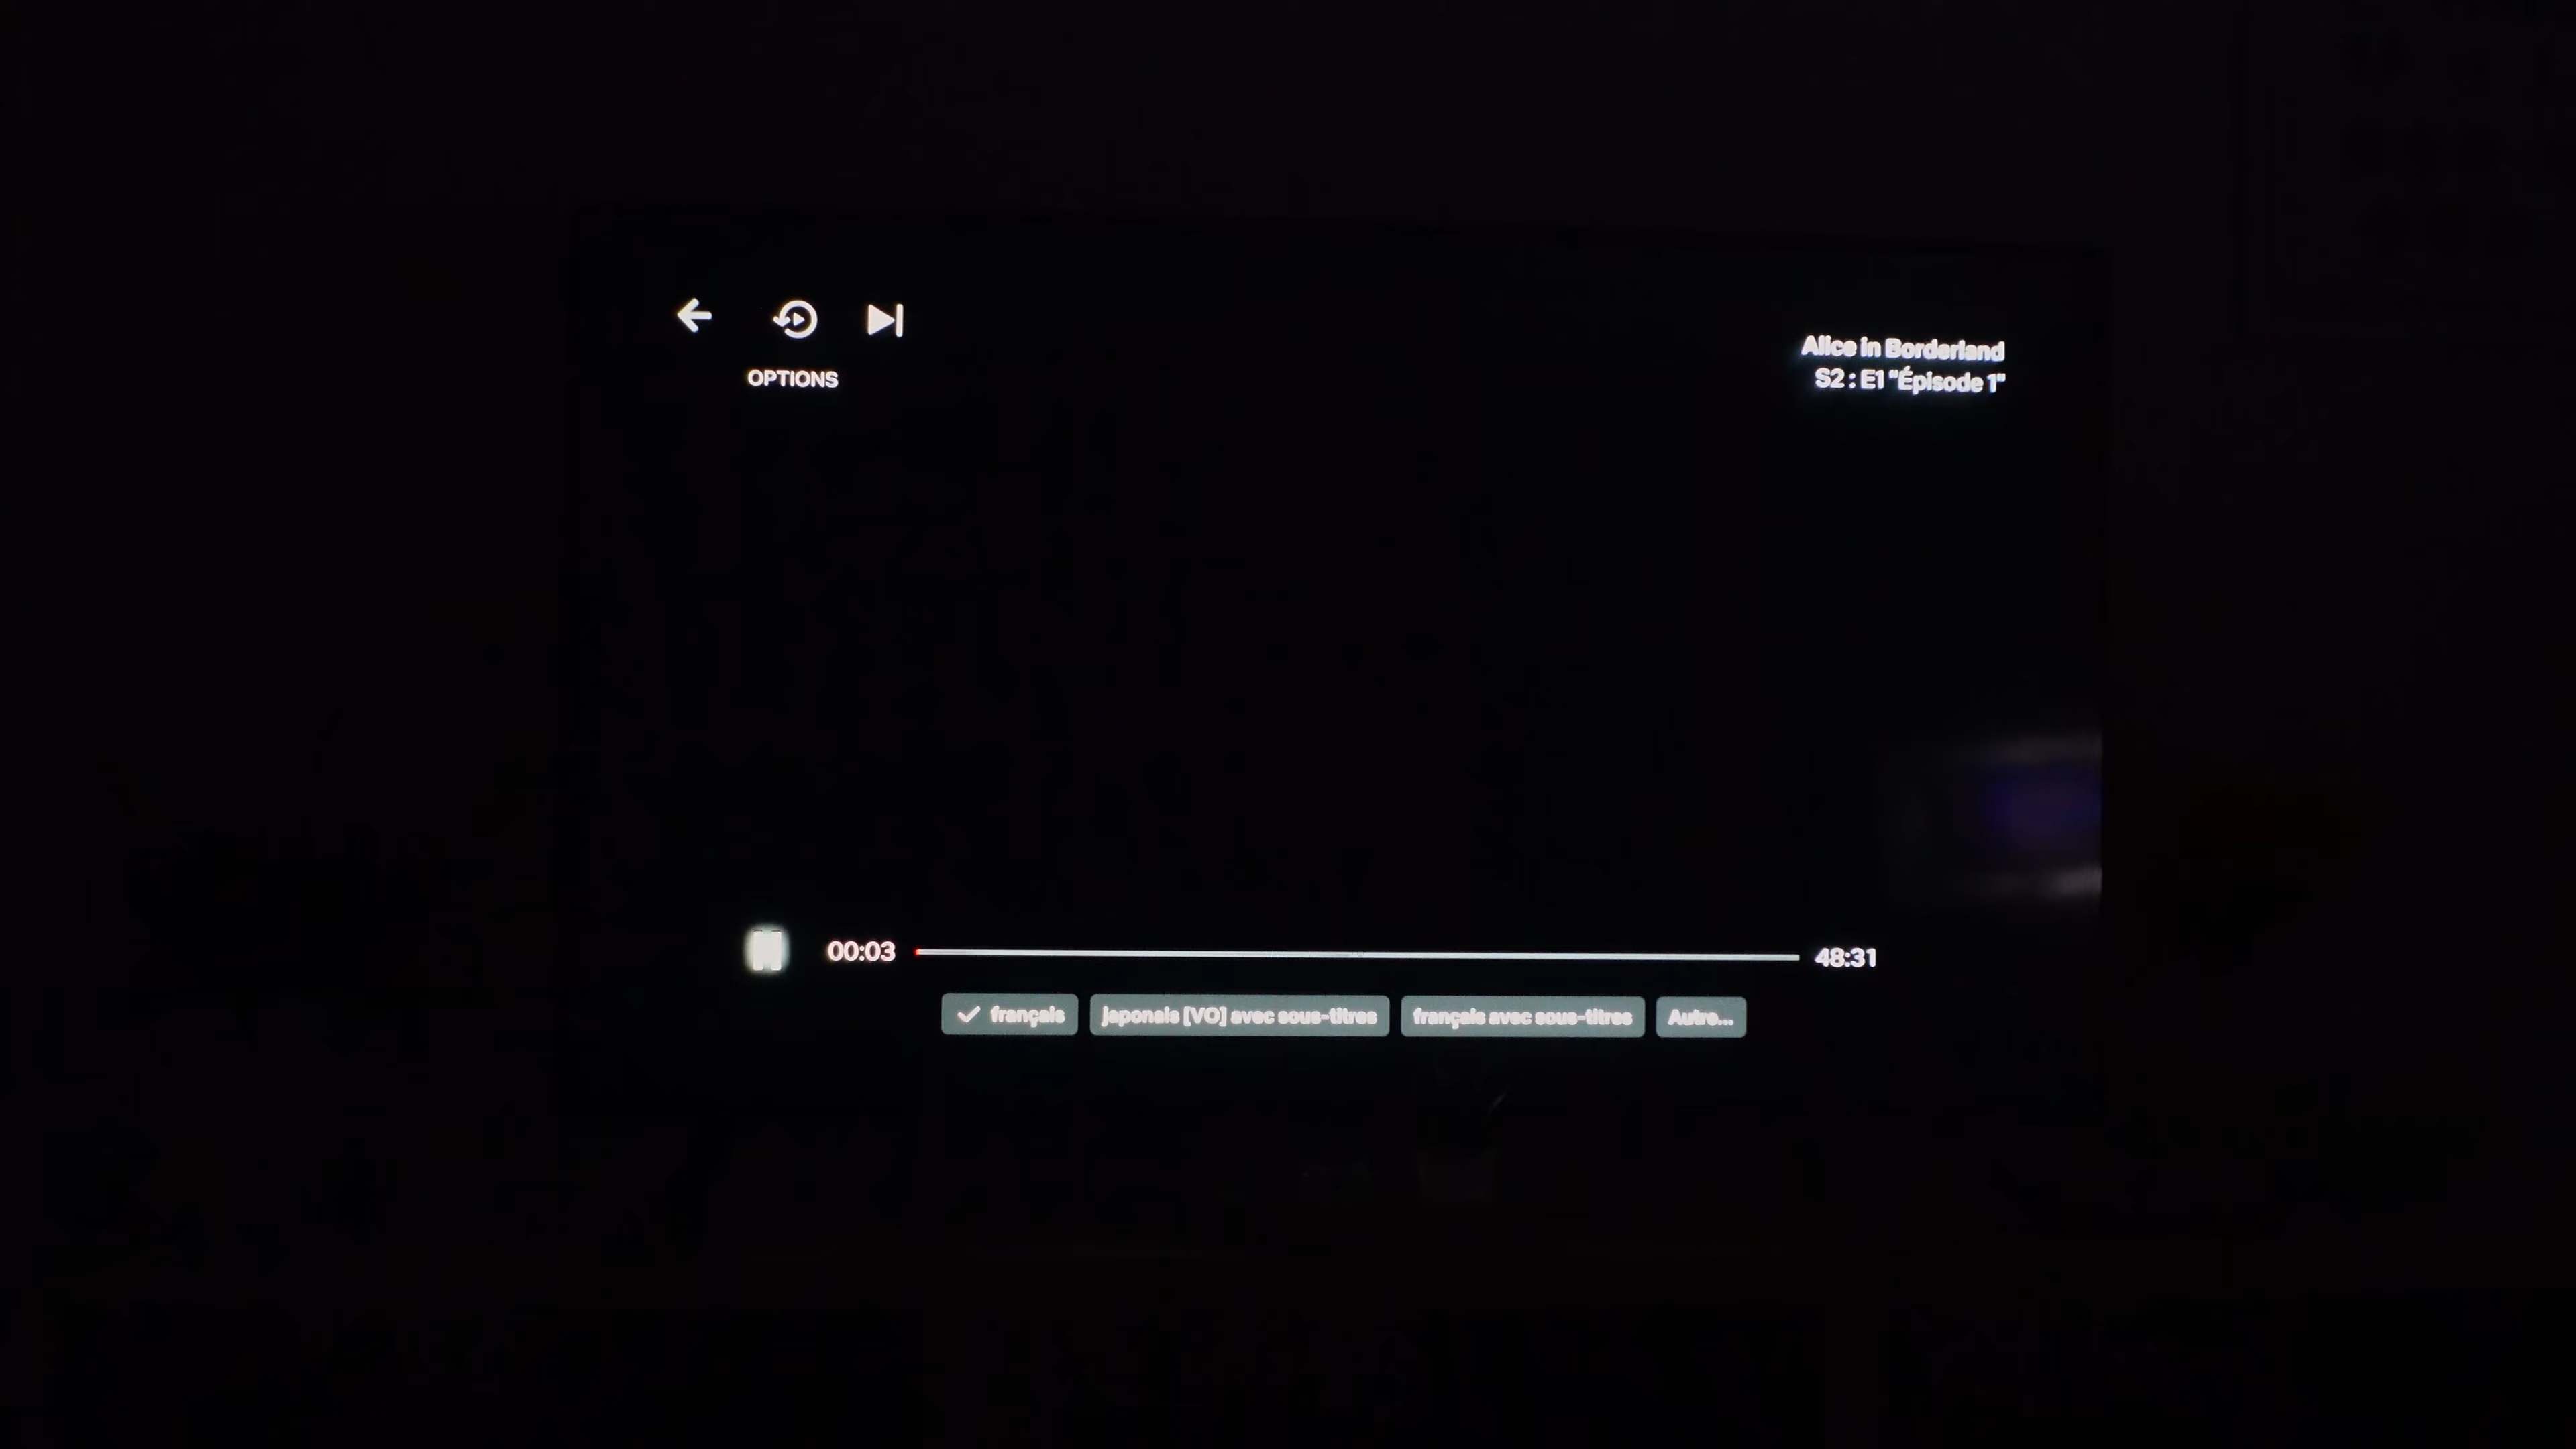 OPTIONS
Alice in Borderland
S2 : E1 "Épisode 1"
00:03
48:31
français
japonais [VO] avec sous-titres
français avec sous-titres
Autre...